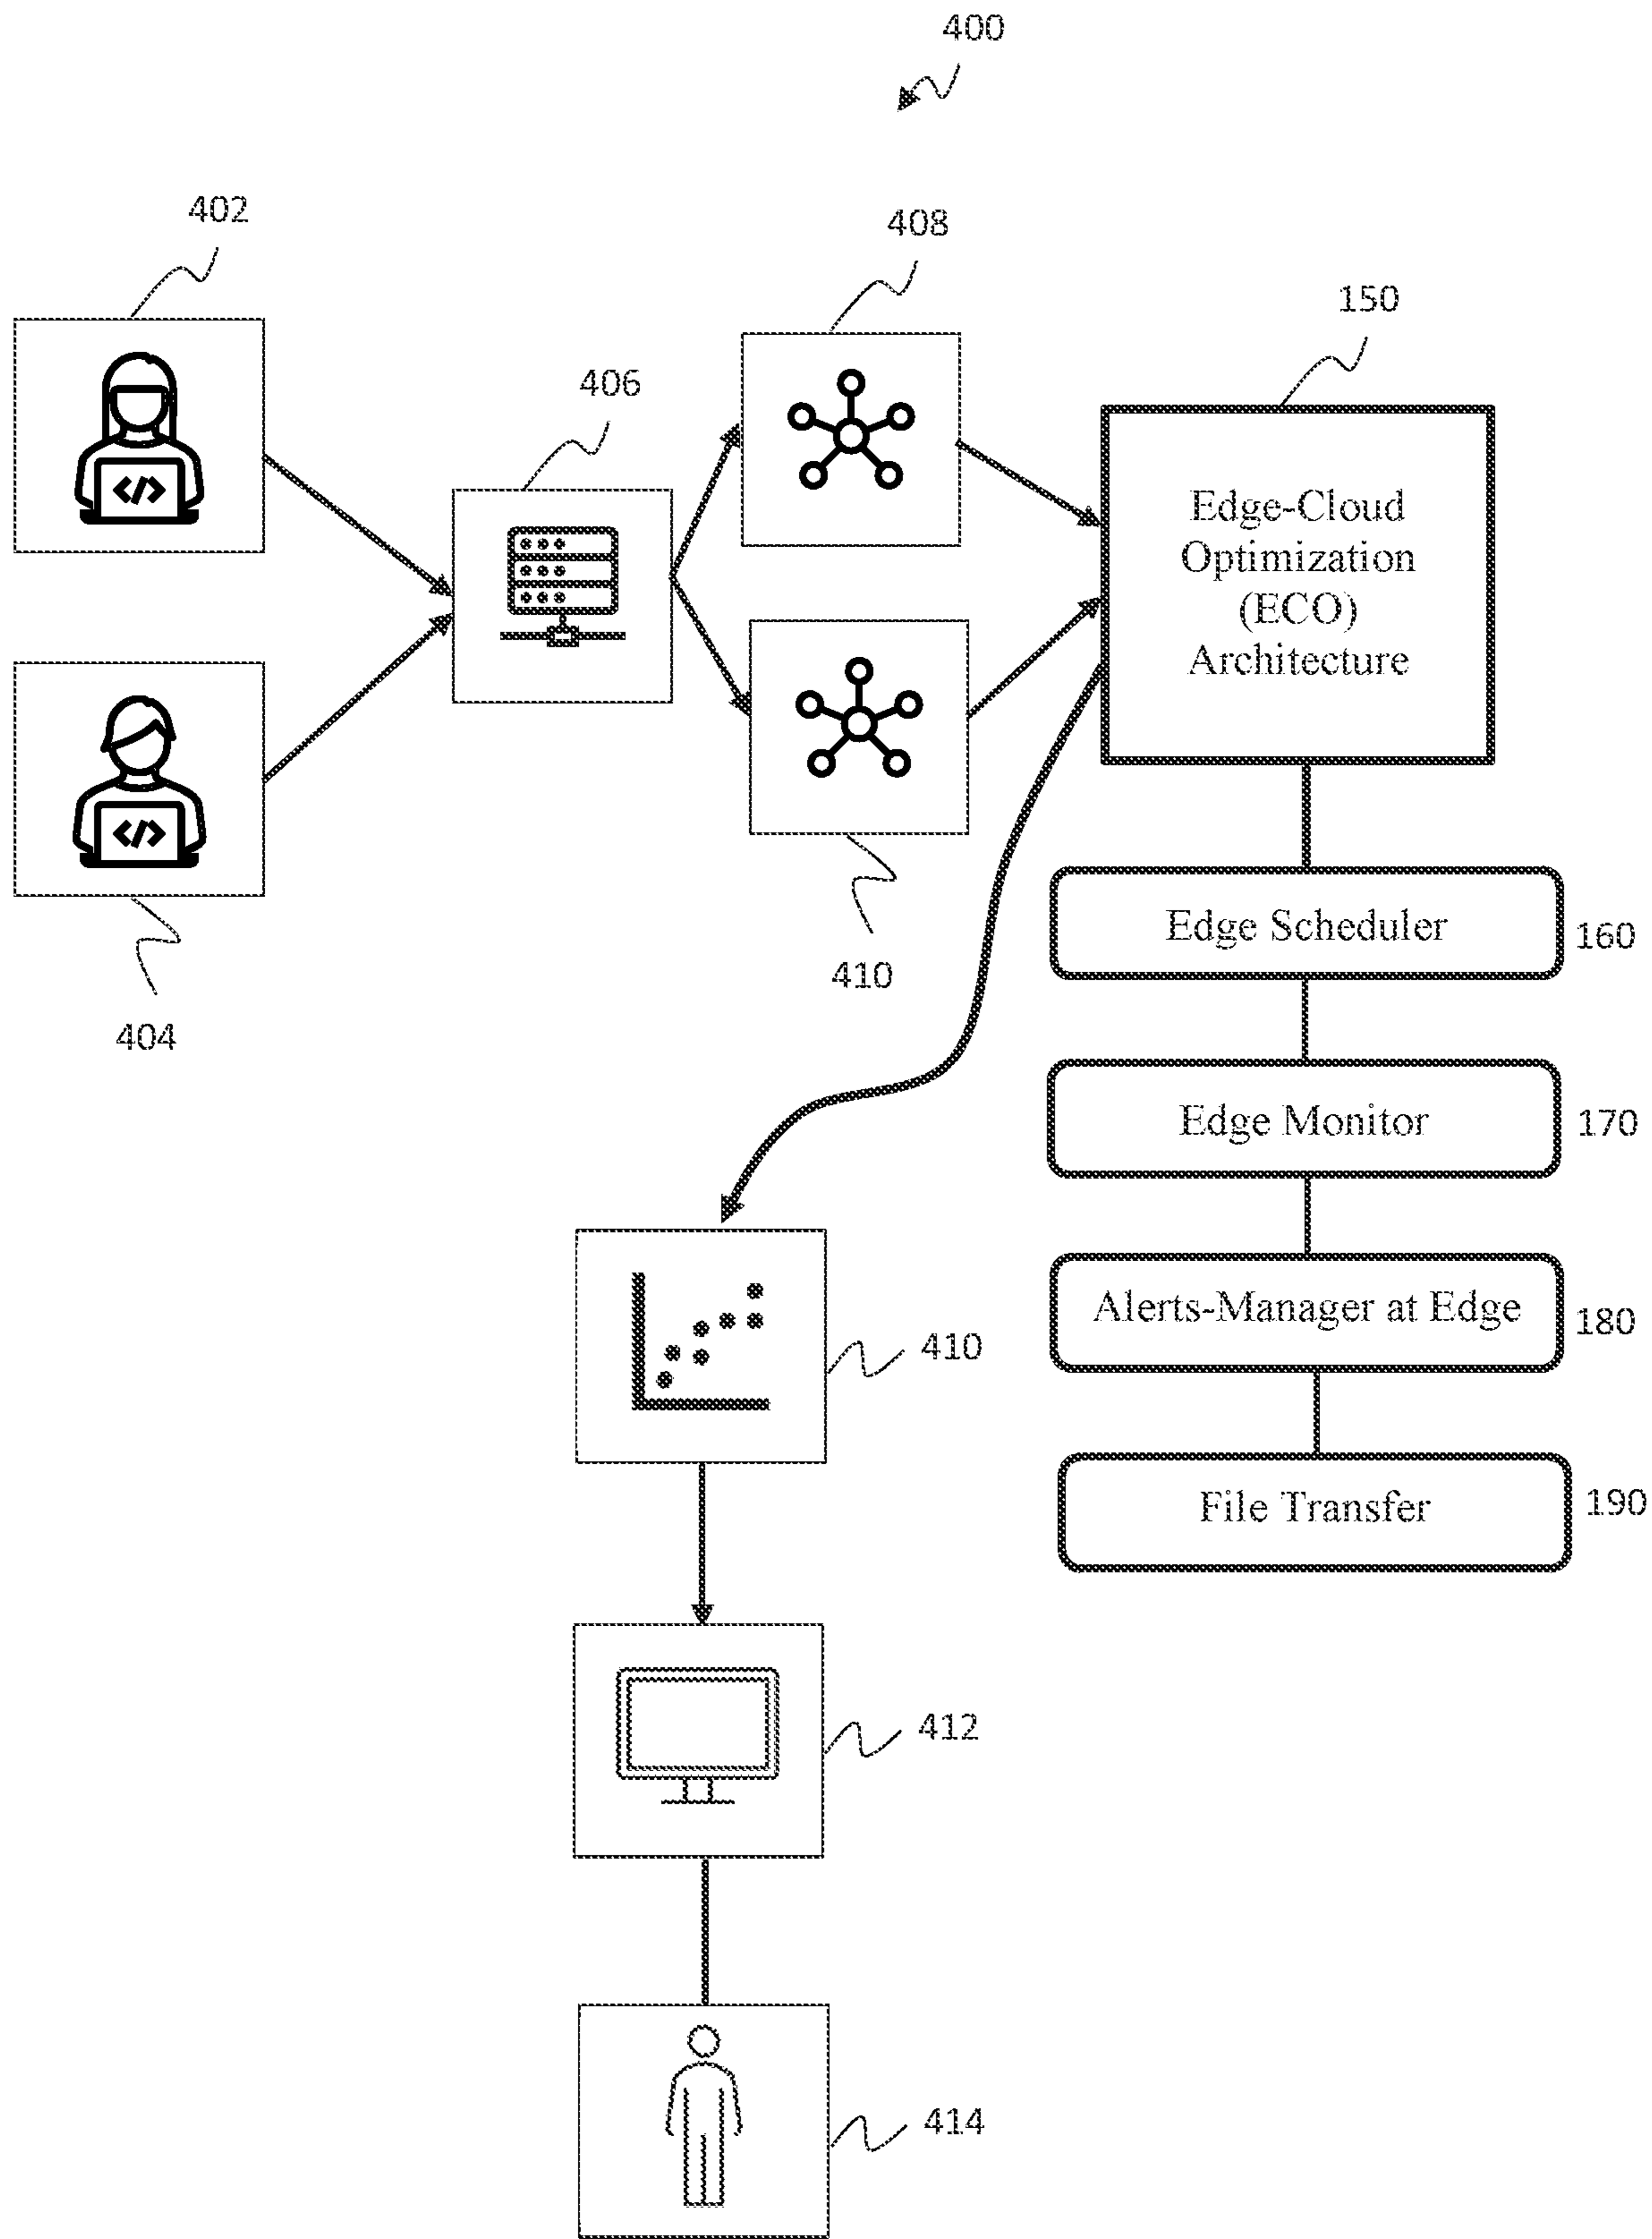 400
402
408
150
406
</>
Edge-Cloud
Optimization
(ECO)
Architecture
</>
Edge Scheduler
160
410
404
Edge Monitor
170
Alerts-Manager at Edge
180
410
File Transfer
190
412
414